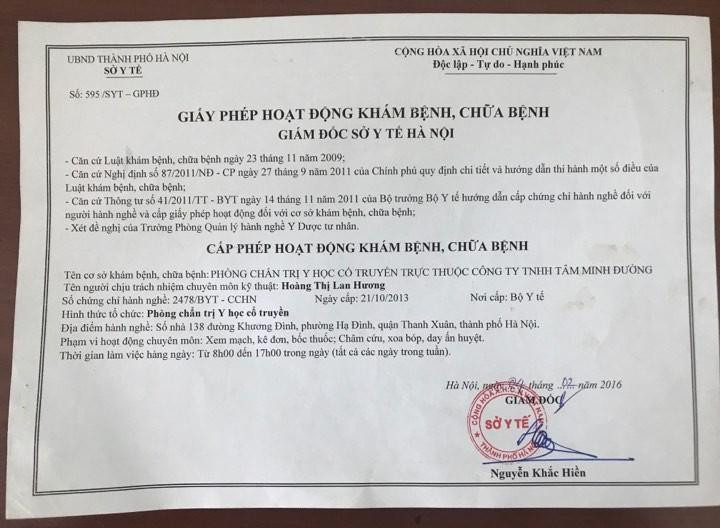 UBND THÀNH PHỐ HÀ NỘI
SỞ Y TẾ
CỘNG HÒA XÃ HỘI CHỦ NGHĨA VIỆT NAM
Độc lập - Tự do - Hạnh phúc
Số: 595 /SYT – GPHĐ
GIẤY PHÉP HOẠT ĐỘNG KHÁM BỆNH, CHỮA BỆNH
GIÁM ĐỐC SỞ Y TẾ HÀ NỘI
- Căn cứ Luật khám bệnh, chữa bệnh ngày 23 tháng 11 năm 2009;
- Căn cứ Nghị định số 87/2011/NĐ - CP ngày 27 tháng 9 năm 2011 của Chính phủ quy định chi tiết và hướng dẫn thi hành một số điều của
Luật khám bệnh, chữa bệnh;
- Căn cứ Thông tư số 41/2011/TT - BYT ngày 14 tháng 11 năm 2011 của Bộ trưởng Bộ Y tế hướng dẫn cấp chứng chỉ hành nghề đối với
người hành nghề và cấp giấy phép hoạt động đối với cơ sở khám bệnh, chữa bệnh;
- Xét đề nghị của Trưởng Phòng Quản lý hành nghề Y Dược tư nhân.
CẤP PHÉP HOẠT ĐỘNG KHÁM BỆNH, CHỮA BỆNH
Tên cơ sở khám bệnh, chữa bệnh: PHÒNG CHẨN TRỊ Y HỌC CỔ TRUYỀN TRỰC THUỘC CÔNG TY TNHH TÂM MINH ĐƯỜNG
Tên người chịu trách nhiệm chuyên môn kỹ thuật: Hoàng Thị Lan Hương
Số chứng chỉ hành nghề: 2478/BYT - CCHN Ngày cấp: 21/10/2013 Nơi cấp: Bộ Y tế
Hình thức tổ chức: Phòng chẩn trị Y học cổ truyền
Địa điểm hành nghề: Số nhà 138 đường Khương Đình, phường Hạ Đình, quận Thanh Xuân, thành phố Hà Nội.
Phạm vi hoạt động chuyên môn: Xem mạch, kê đơn, bốc thuốc; Châm cứu, xoa bóp, day ấn huyệt.
Thời gian làm việc hàng ngày: Từ 8h00 đến 17h00 trong ngày (tất cả các ngày trong tuần).
Hà Nội, ngày 24 tháng 02 năm 2016
GIÁM ĐỐC
SỞ Y TẾ
THÀNH PHỐ HÀ NỘI
Nguyễn Khắc Hiền